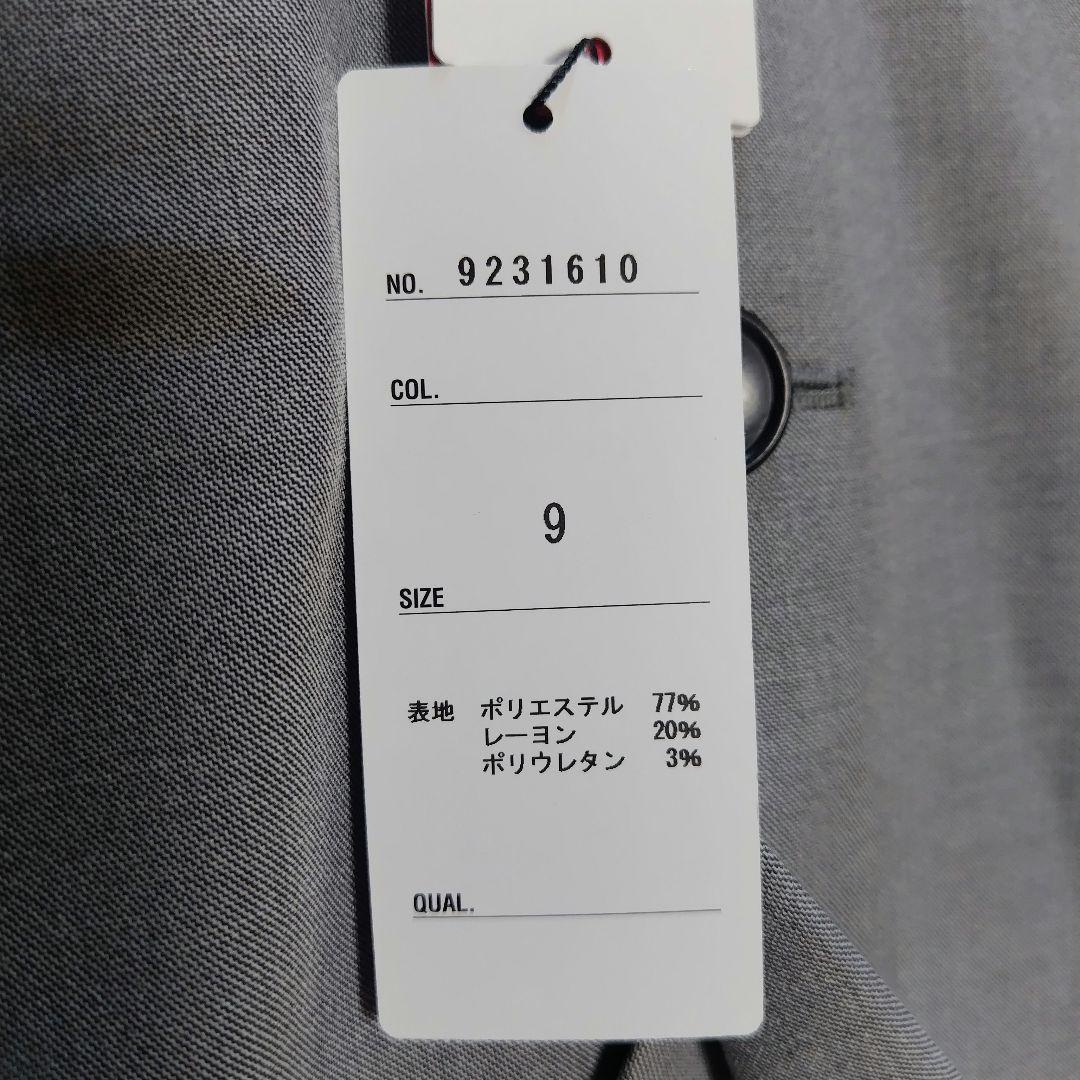 NO. 9231610
COL.
9
SIZE
表地 ポリエステル 77%
レーヨン 20%
ポリウレタン 3%
QUAL.